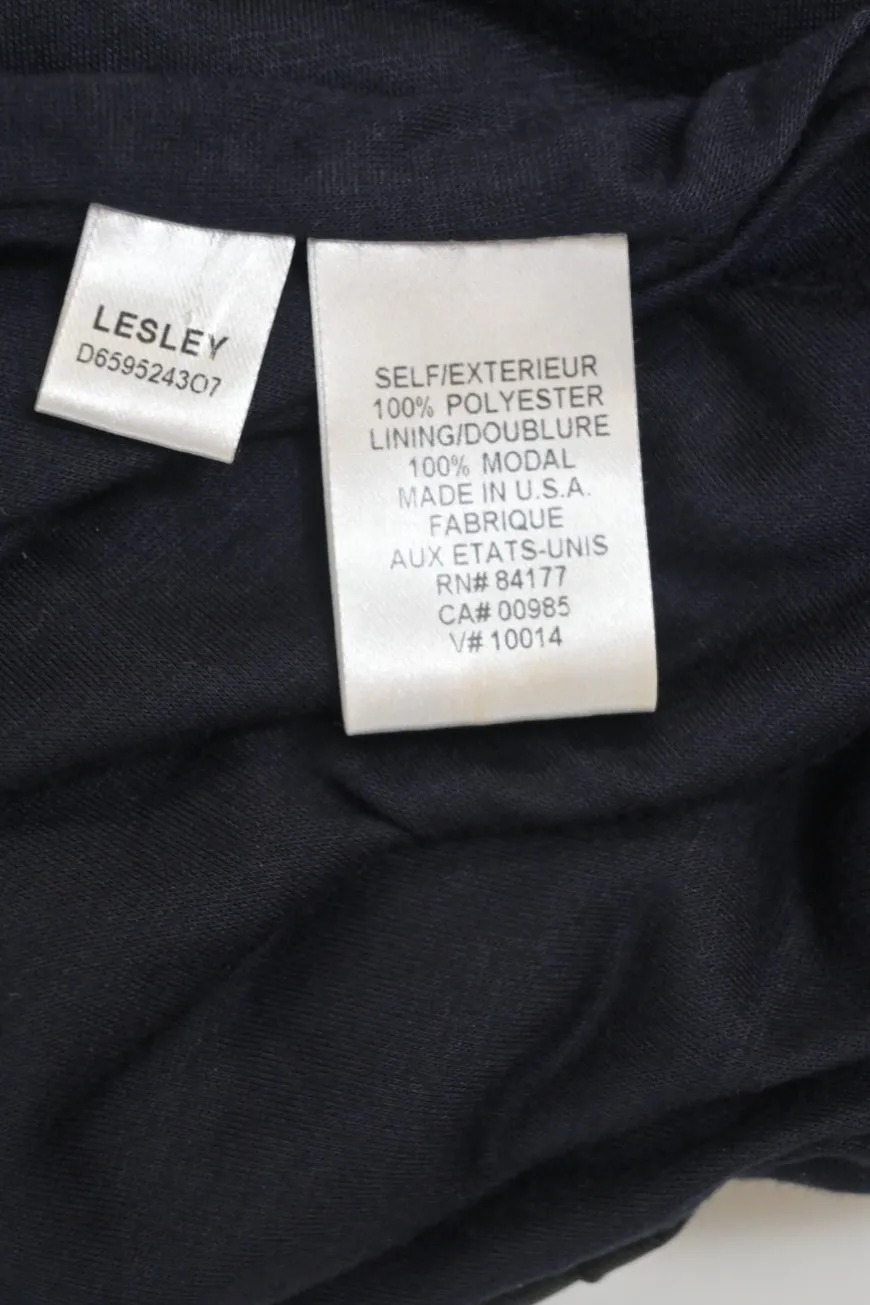 LESLEY
D6595243O7
SELF/EXTERIEUR
100% POLYESTER
LINING/DOUBLURE
100% MODAL
MADE IN U.S.A.
FABRIQUE
AUX ETATS-UNIS
RN# 84177
CA# 00985
V# 10014